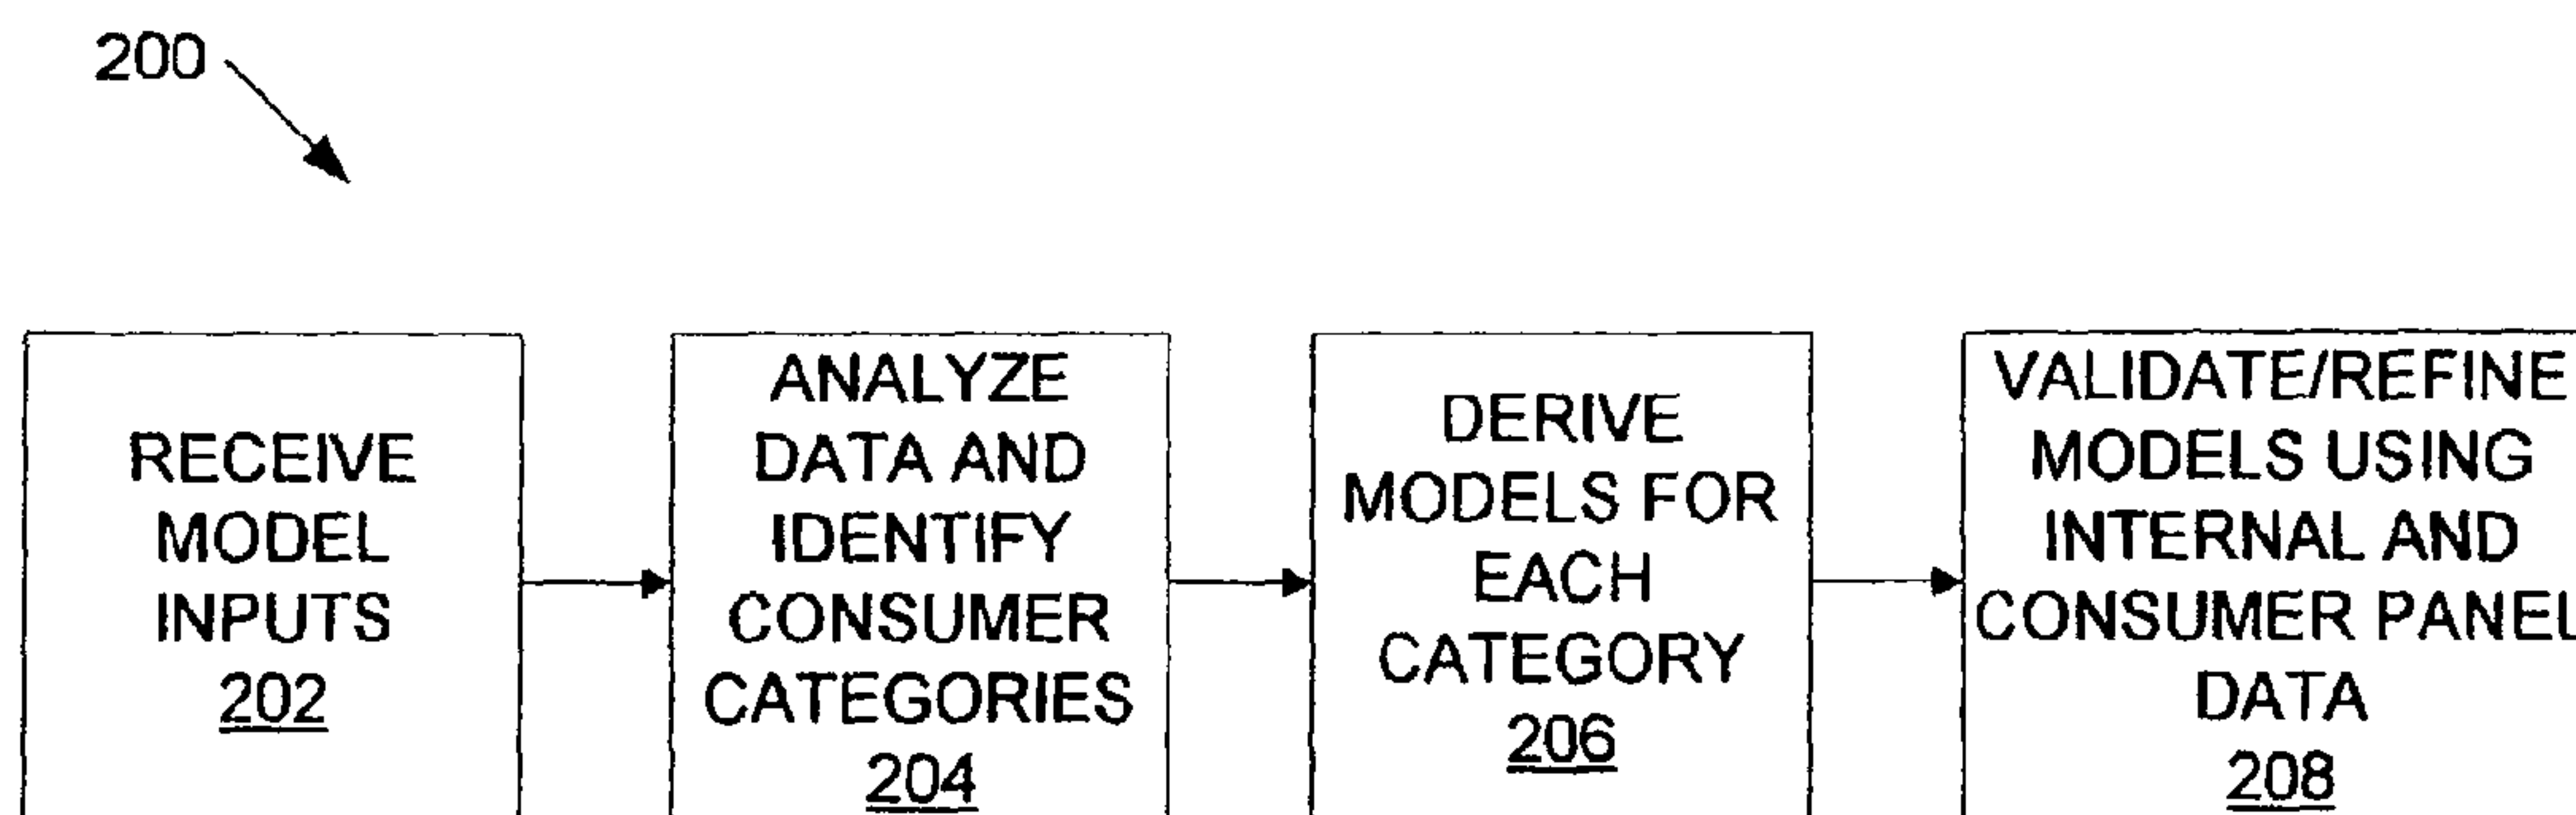 200
RECEIVE
MODEL
INPUTS
202
ANALYZE
DATA AND
IDENTIFY
CONSUMER
CATEGORIES
204
DERIVE
MODELS FOR
EACH
CATEGORY
206
VALIDATE/REFINE
MODELS USING
INTERNAL AND
CONSUMER PANEL
DATA
208